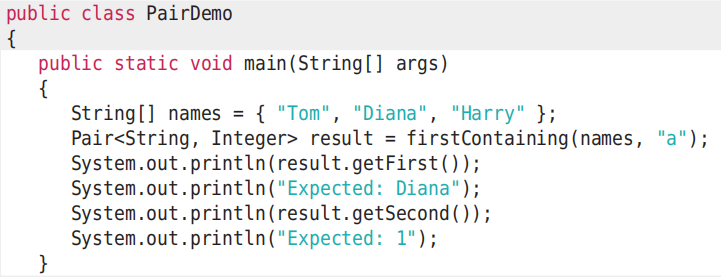 public class PairDemo
{
   public static void main(String[] args)
   {
      String[] names = { "Tom", "Diana", "Harry" };
      Pair<String, Integer> result = firstContaining(names, "a");
      System.out.println(result.getFirst());
      System.out.println("Expected: Diana");
      System.out.println(result.getSecond());
      System.out.println("Expected: 1");
   }